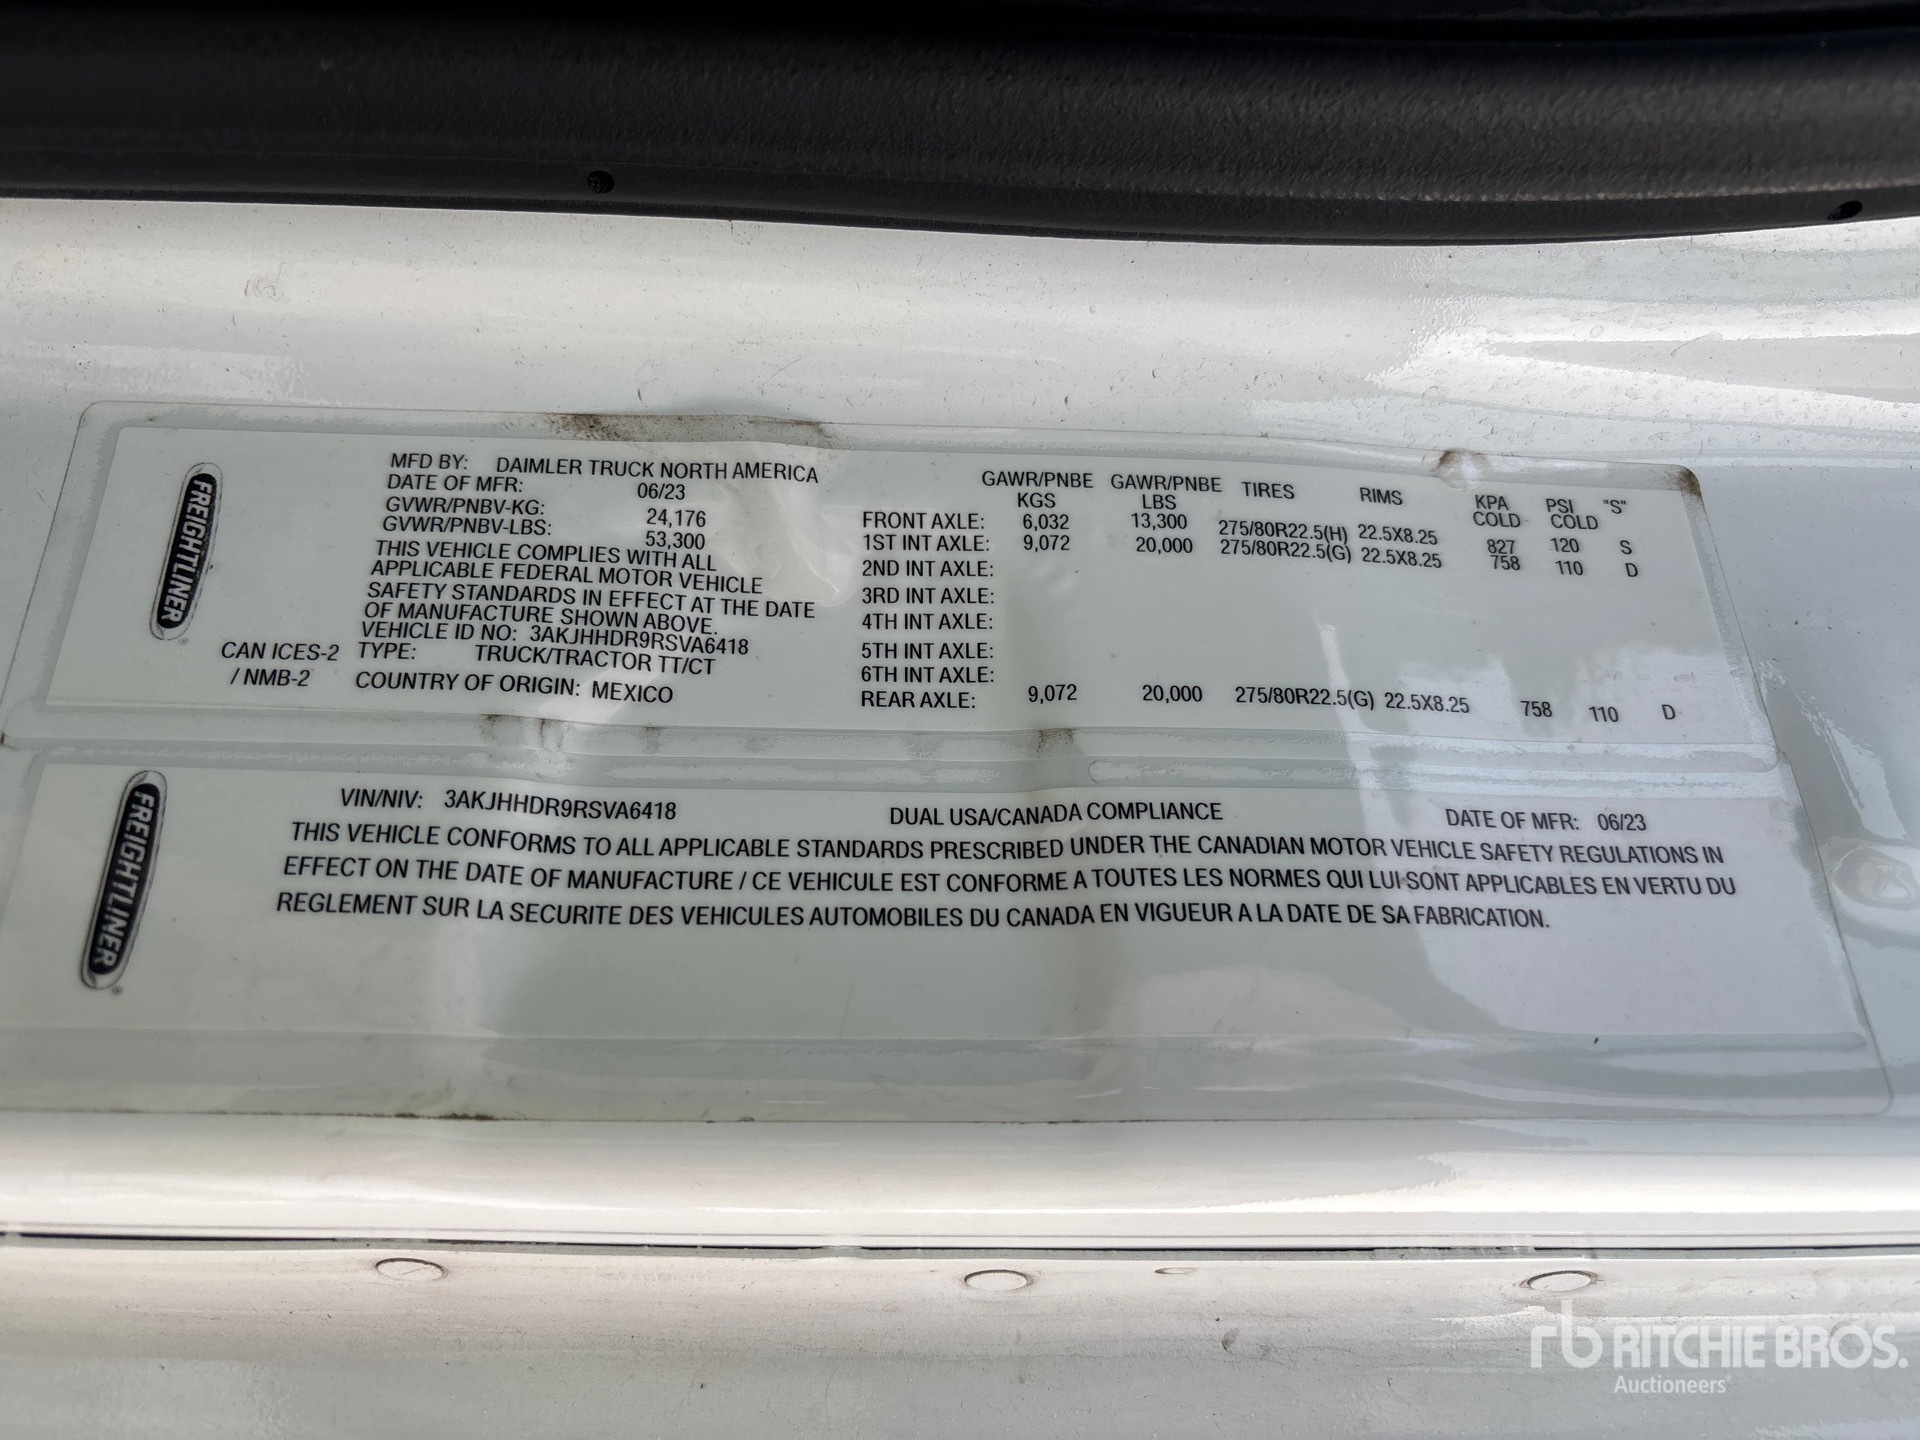 FREIGHTLINER
MFD BY: DAIMLER TRUCK NORTH AMERICA
DATE OF MFR: 06/23
GVWR/PNBV-KG: 24,176
GVWR/PNBV-LBS: 53,300
THIS VEHICLE COMPLIES WITH ALL
APPLICABLE FEDERAL MOTOR VEHICLE
SAFETY STANDARDS IN EFFECT AT THE DATE
OF MANUFACTURE SHOWN ABOVE.
VEHICLE ID NO: 3AKJHHDR9RSVA6418
CAN ICES-2 TYPE: TRUCK/TRACTOR TT/CT
/ NMB-2 COUNTRY OF ORIGIN: MEXICO
GAWR/PNBE GAWR/PNBE TIRES RIMS KPA PSI "S"
KGS LBS COLD COLD
FRONT AXLE: 6,032 13,300 275/80R22.5(H) 22.5X8.25 827 120 S
1ST INT AXLE: 9,072 20,000 275/80R22.5(G) 22.5X8.25 758 110 D
2ND INT AXLE:
3RD INT AXLE:
4TH INT AXLE:
5TH INT AXLE:
6TH INT AXLE:
REAR AXLE: 9,072 20,000 275/80R22.5(G) 22.5X8.25 758 110 D
FREIGHTLINER
VIN/NIV: 3AKJHHDR9RSVA6418 DUAL USA/CANADA COMPLIANCE DATE OF MFR: 06/23
THIS VEHICLE CONFORMS TO ALL APPLICABLE STANDARDS PRESCRIBED UNDER THE CANADIAN MOTOR VEHICLE SAFETY REGULATIONS IN
EFFECT ON THE DATE OF MANUFACTURE / CE VEHICULE EST CONFORME A TOUTES LES NORMES QUI LUI SONT APPLICABLES EN VERTU DU
REGLEMENT SUR LA SECURITE DES VEHICULES AUTOMOBILES DU CANADA EN VIGUEUR A LA DATE DE SA FABRICATION.
rb RITCHIE BROS.
Auctioneers